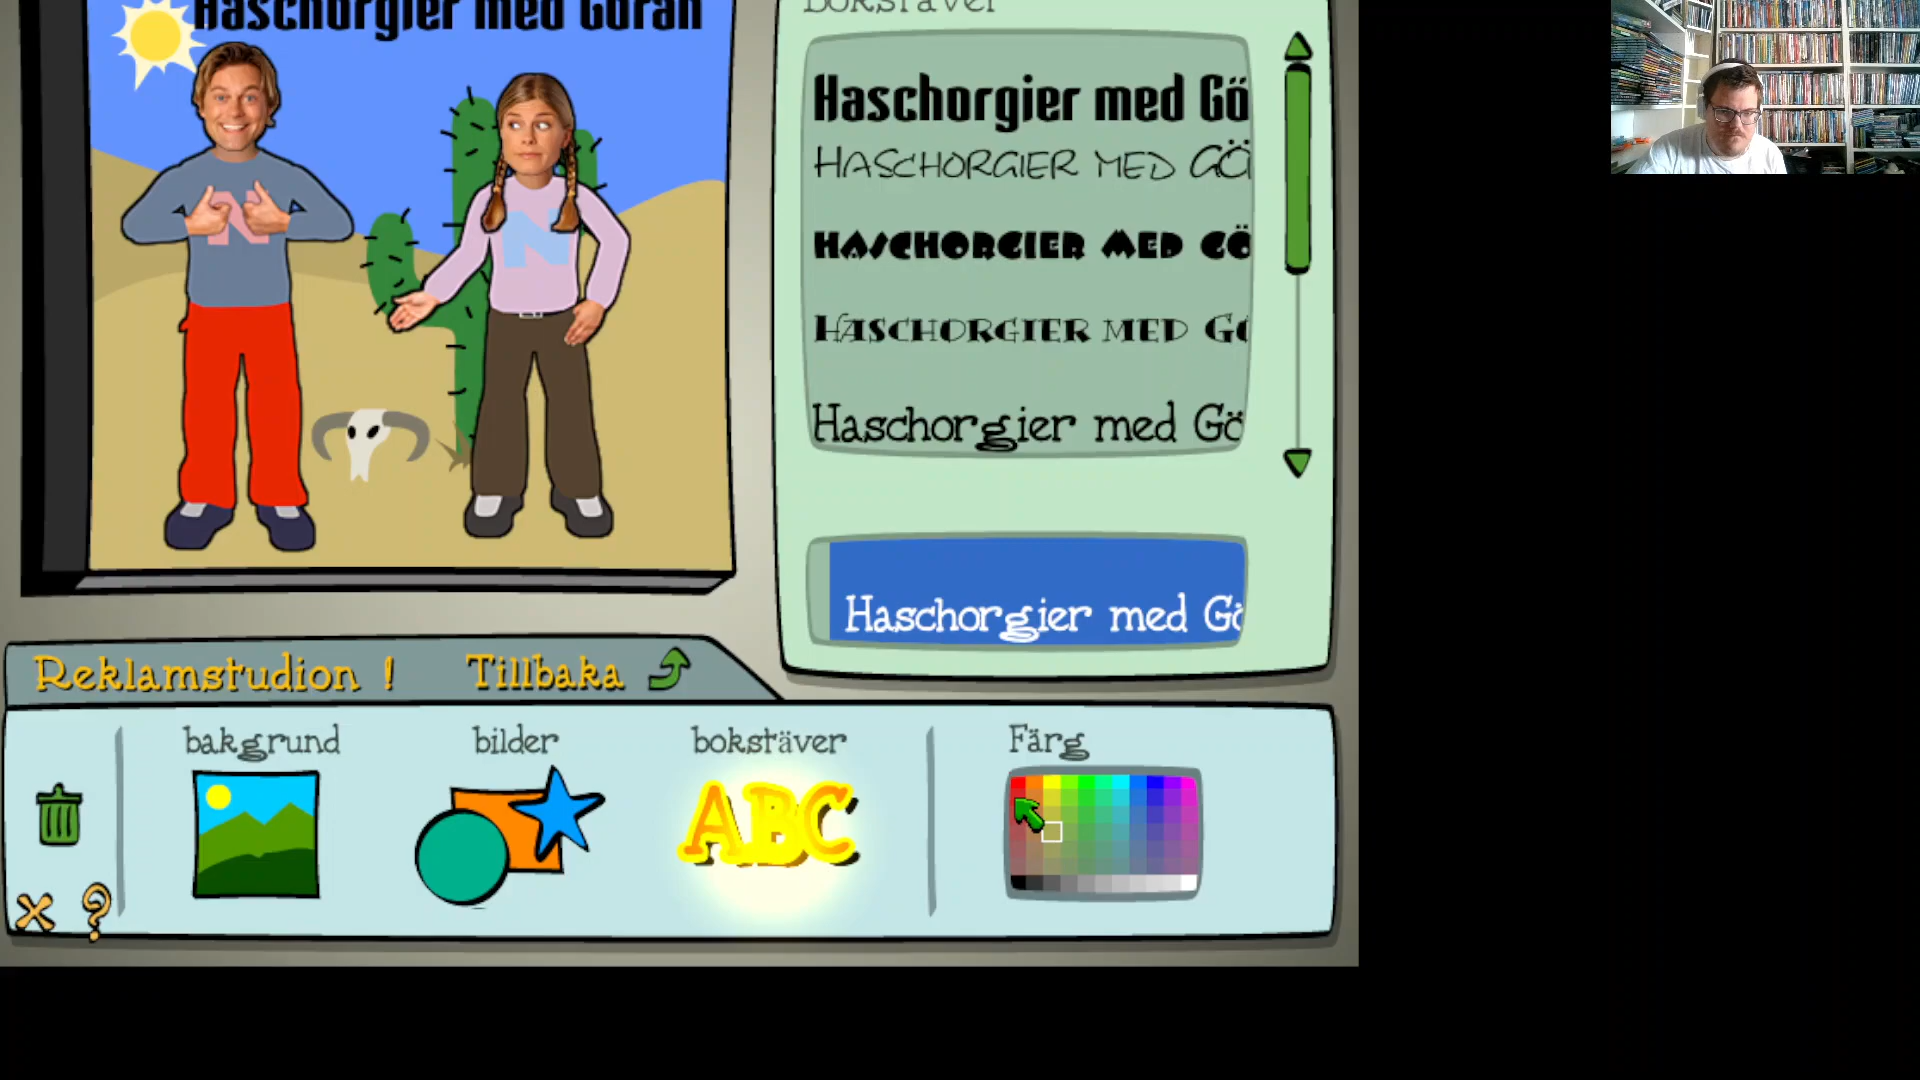 Haschorgier med Göran
bokstäver
Haschorgier med Gö
HASCHORGIER MED GÖ
HASCHORGIER MED GÖ
HASCHORGIER MED GÖ
Haschorgier med Gö
N
N
Haschorgier med Gö
Reklamstudion ! Tillbaka
bakgrund bilder bokstäver Färg
ABC
?